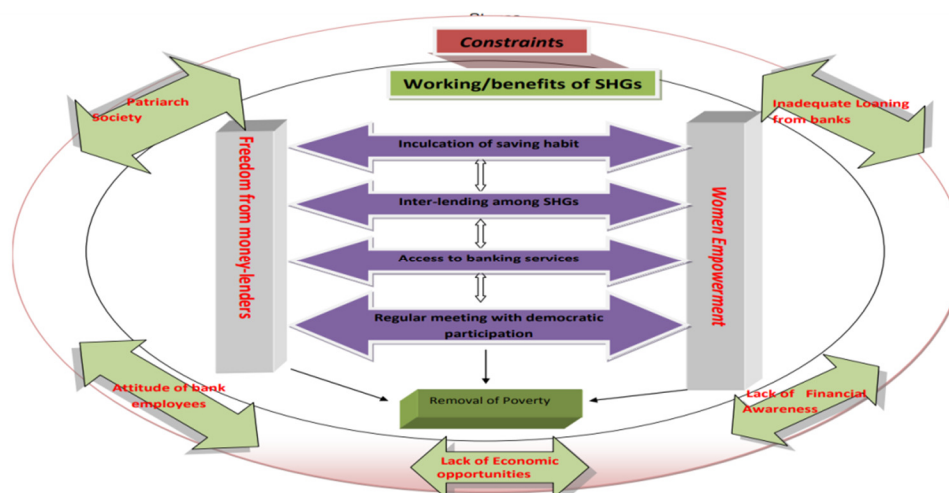 Constraints
Working/benefits of SHGs
Patriarch
Society
Inadequate Loaning
from banks
Freedom from money-lenders
Inculcation of saving habit
Inter-lending among SHGs
Access to banking services
Regular meeting with democratic
participation
Women Empowerment
Attitude of bank
employees
Removal of Poverty
Lack of Financial
Awareness
Lack of Economic
opportunities